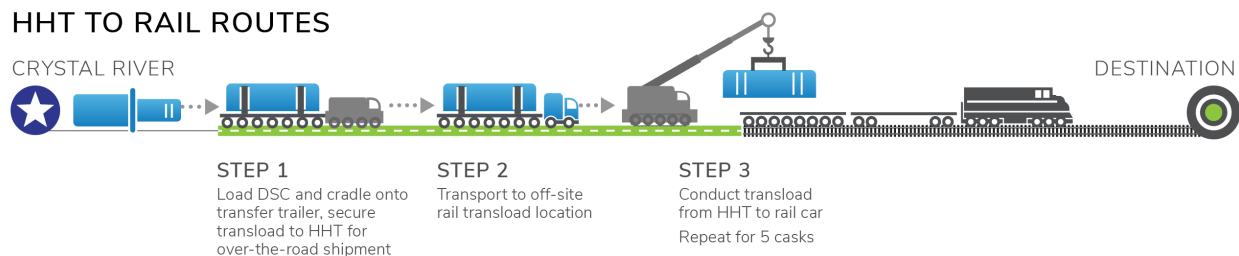 HHT TO RAIL ROUTES
CRYSTAL RIVER
DESTINATION
STEP 1
Load DSC and cradle onto
transfer trailer, secure
transload to HHT for
over-the-road shipment
STEP 2
Transport to off-site
rail transload location
STEP 3
Conduct transload
from HHT to rail car
Repeat for 5 casks